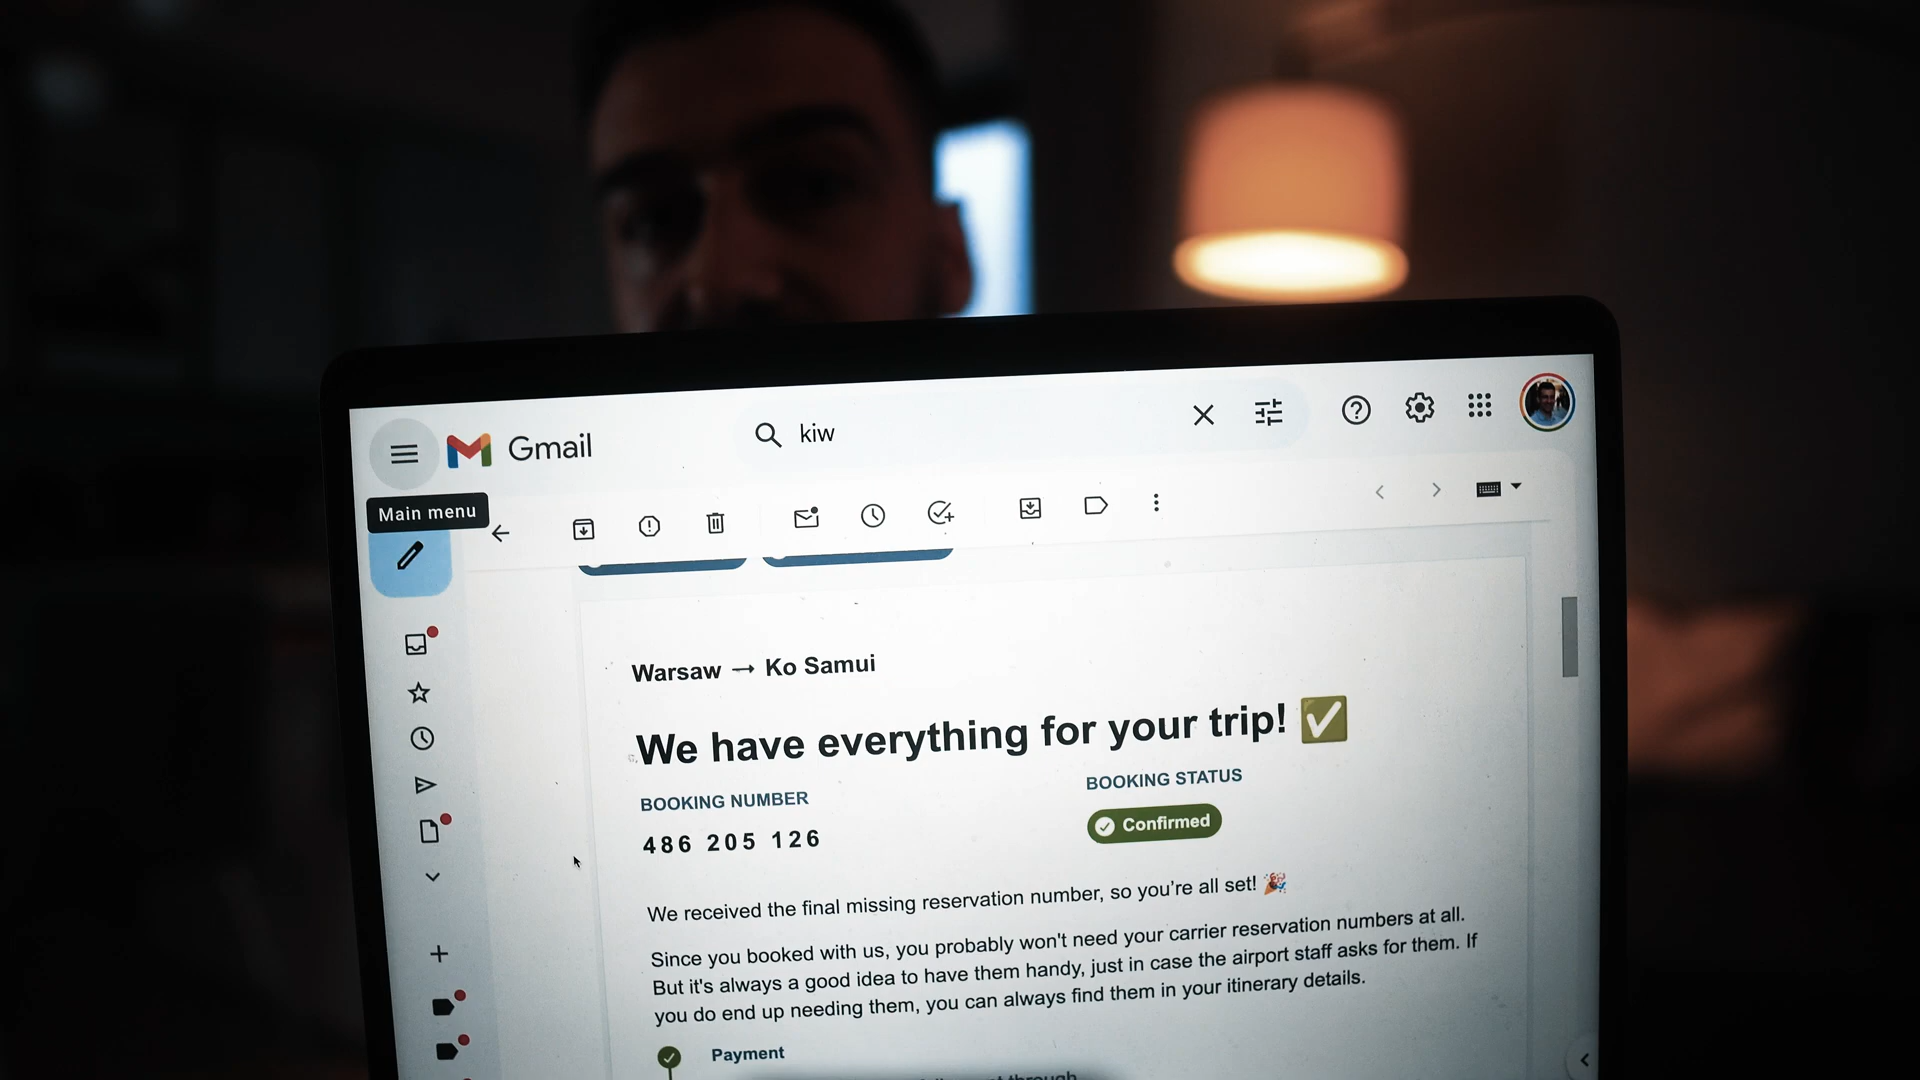 Gmail
kiw
Main menu
Warsaw → Ko Samui
We have everything for your trip! ✅
BOOKING NUMBER
BOOKING STATUS
486 205 126
Confirmed
We received the final missing reservation number, so you’re all set! 🎉
Since you booked with us, you probably won't need your carrier reservation numbers at all.
But it's always a good idea to have them handy, just in case the airport staff asks for them. If
you do end up needing them, you can always find them in your itinerary details.
Payment
through